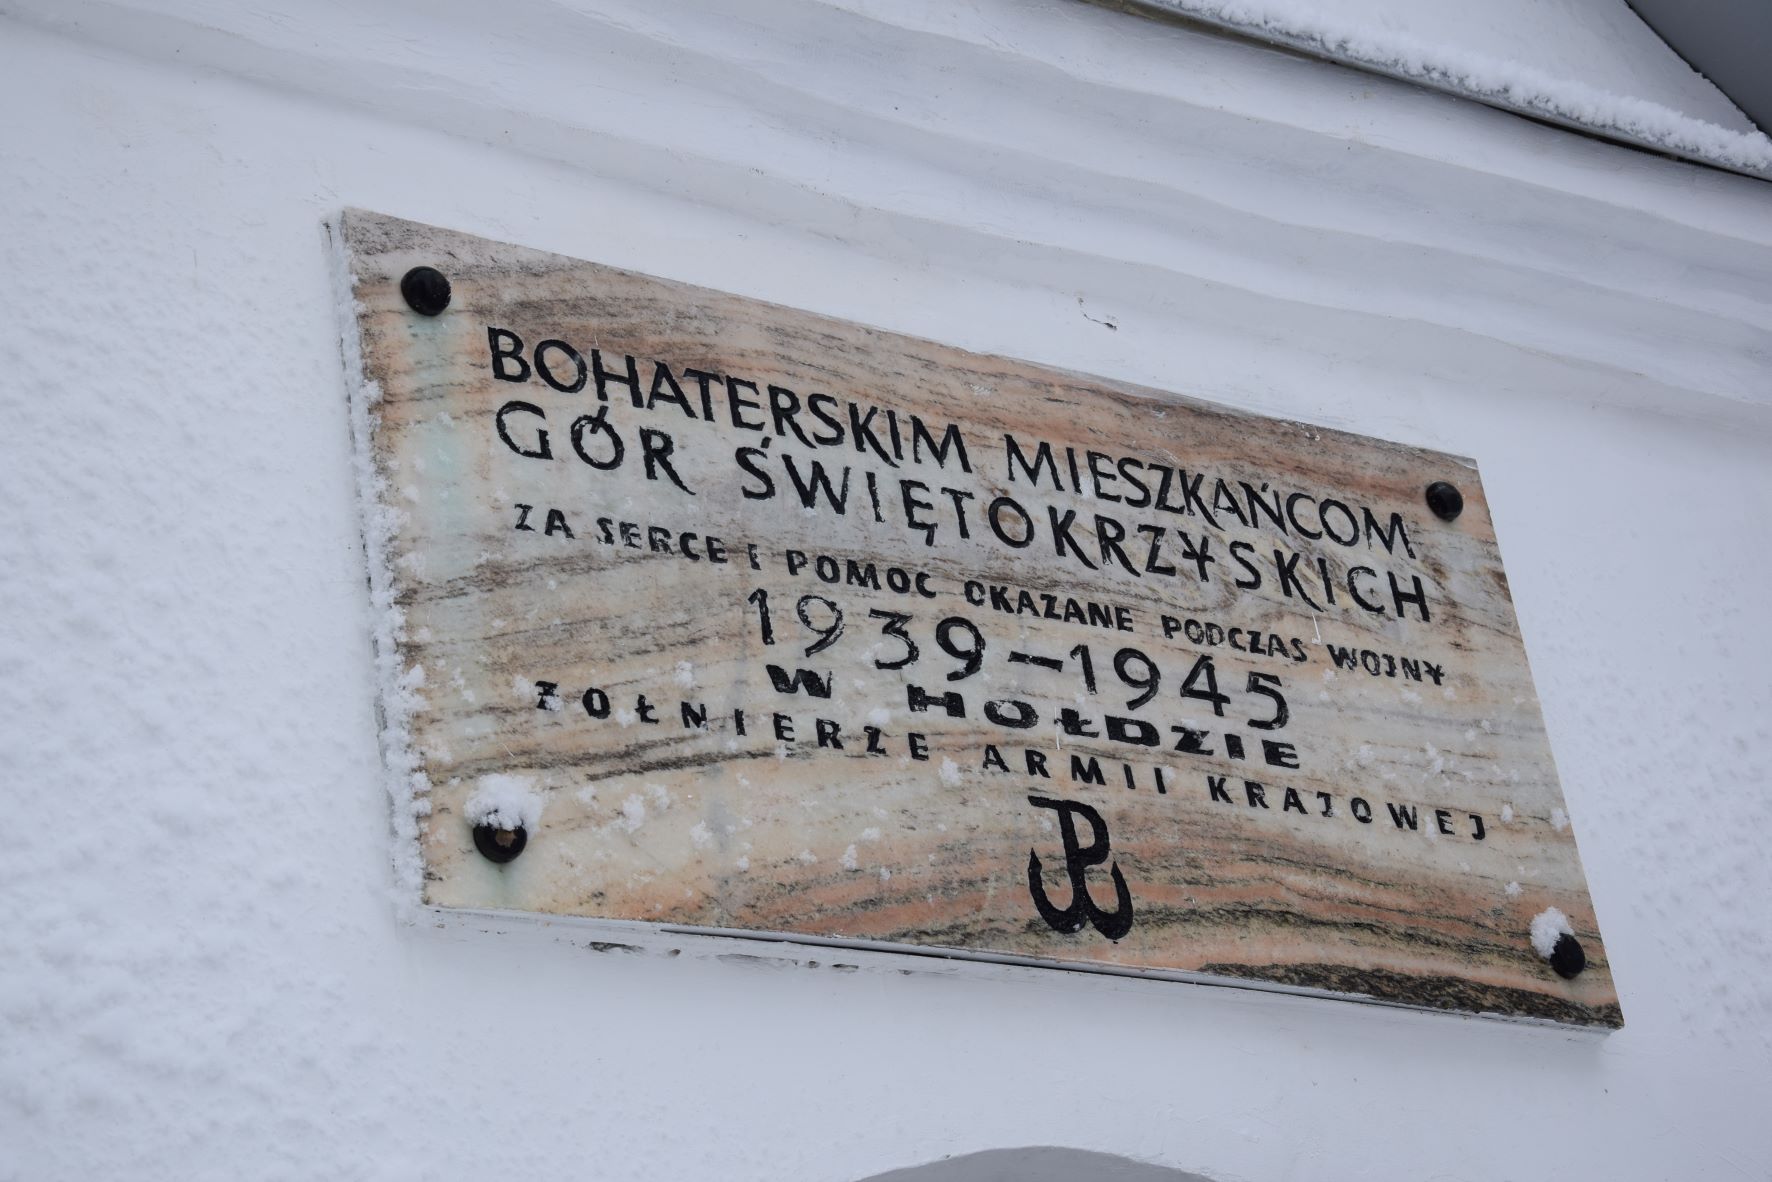 BOHATERSKIM MIESZKAŃCOM
GÓR ŚWIĘTOKRZYSKICH
ZA SERCE I POMOC OKAZANE PODCZAS WOJNY
1939-1945
W HOŁDZIE
ŻOŁNIERZE ARMII KRAJOWEJ